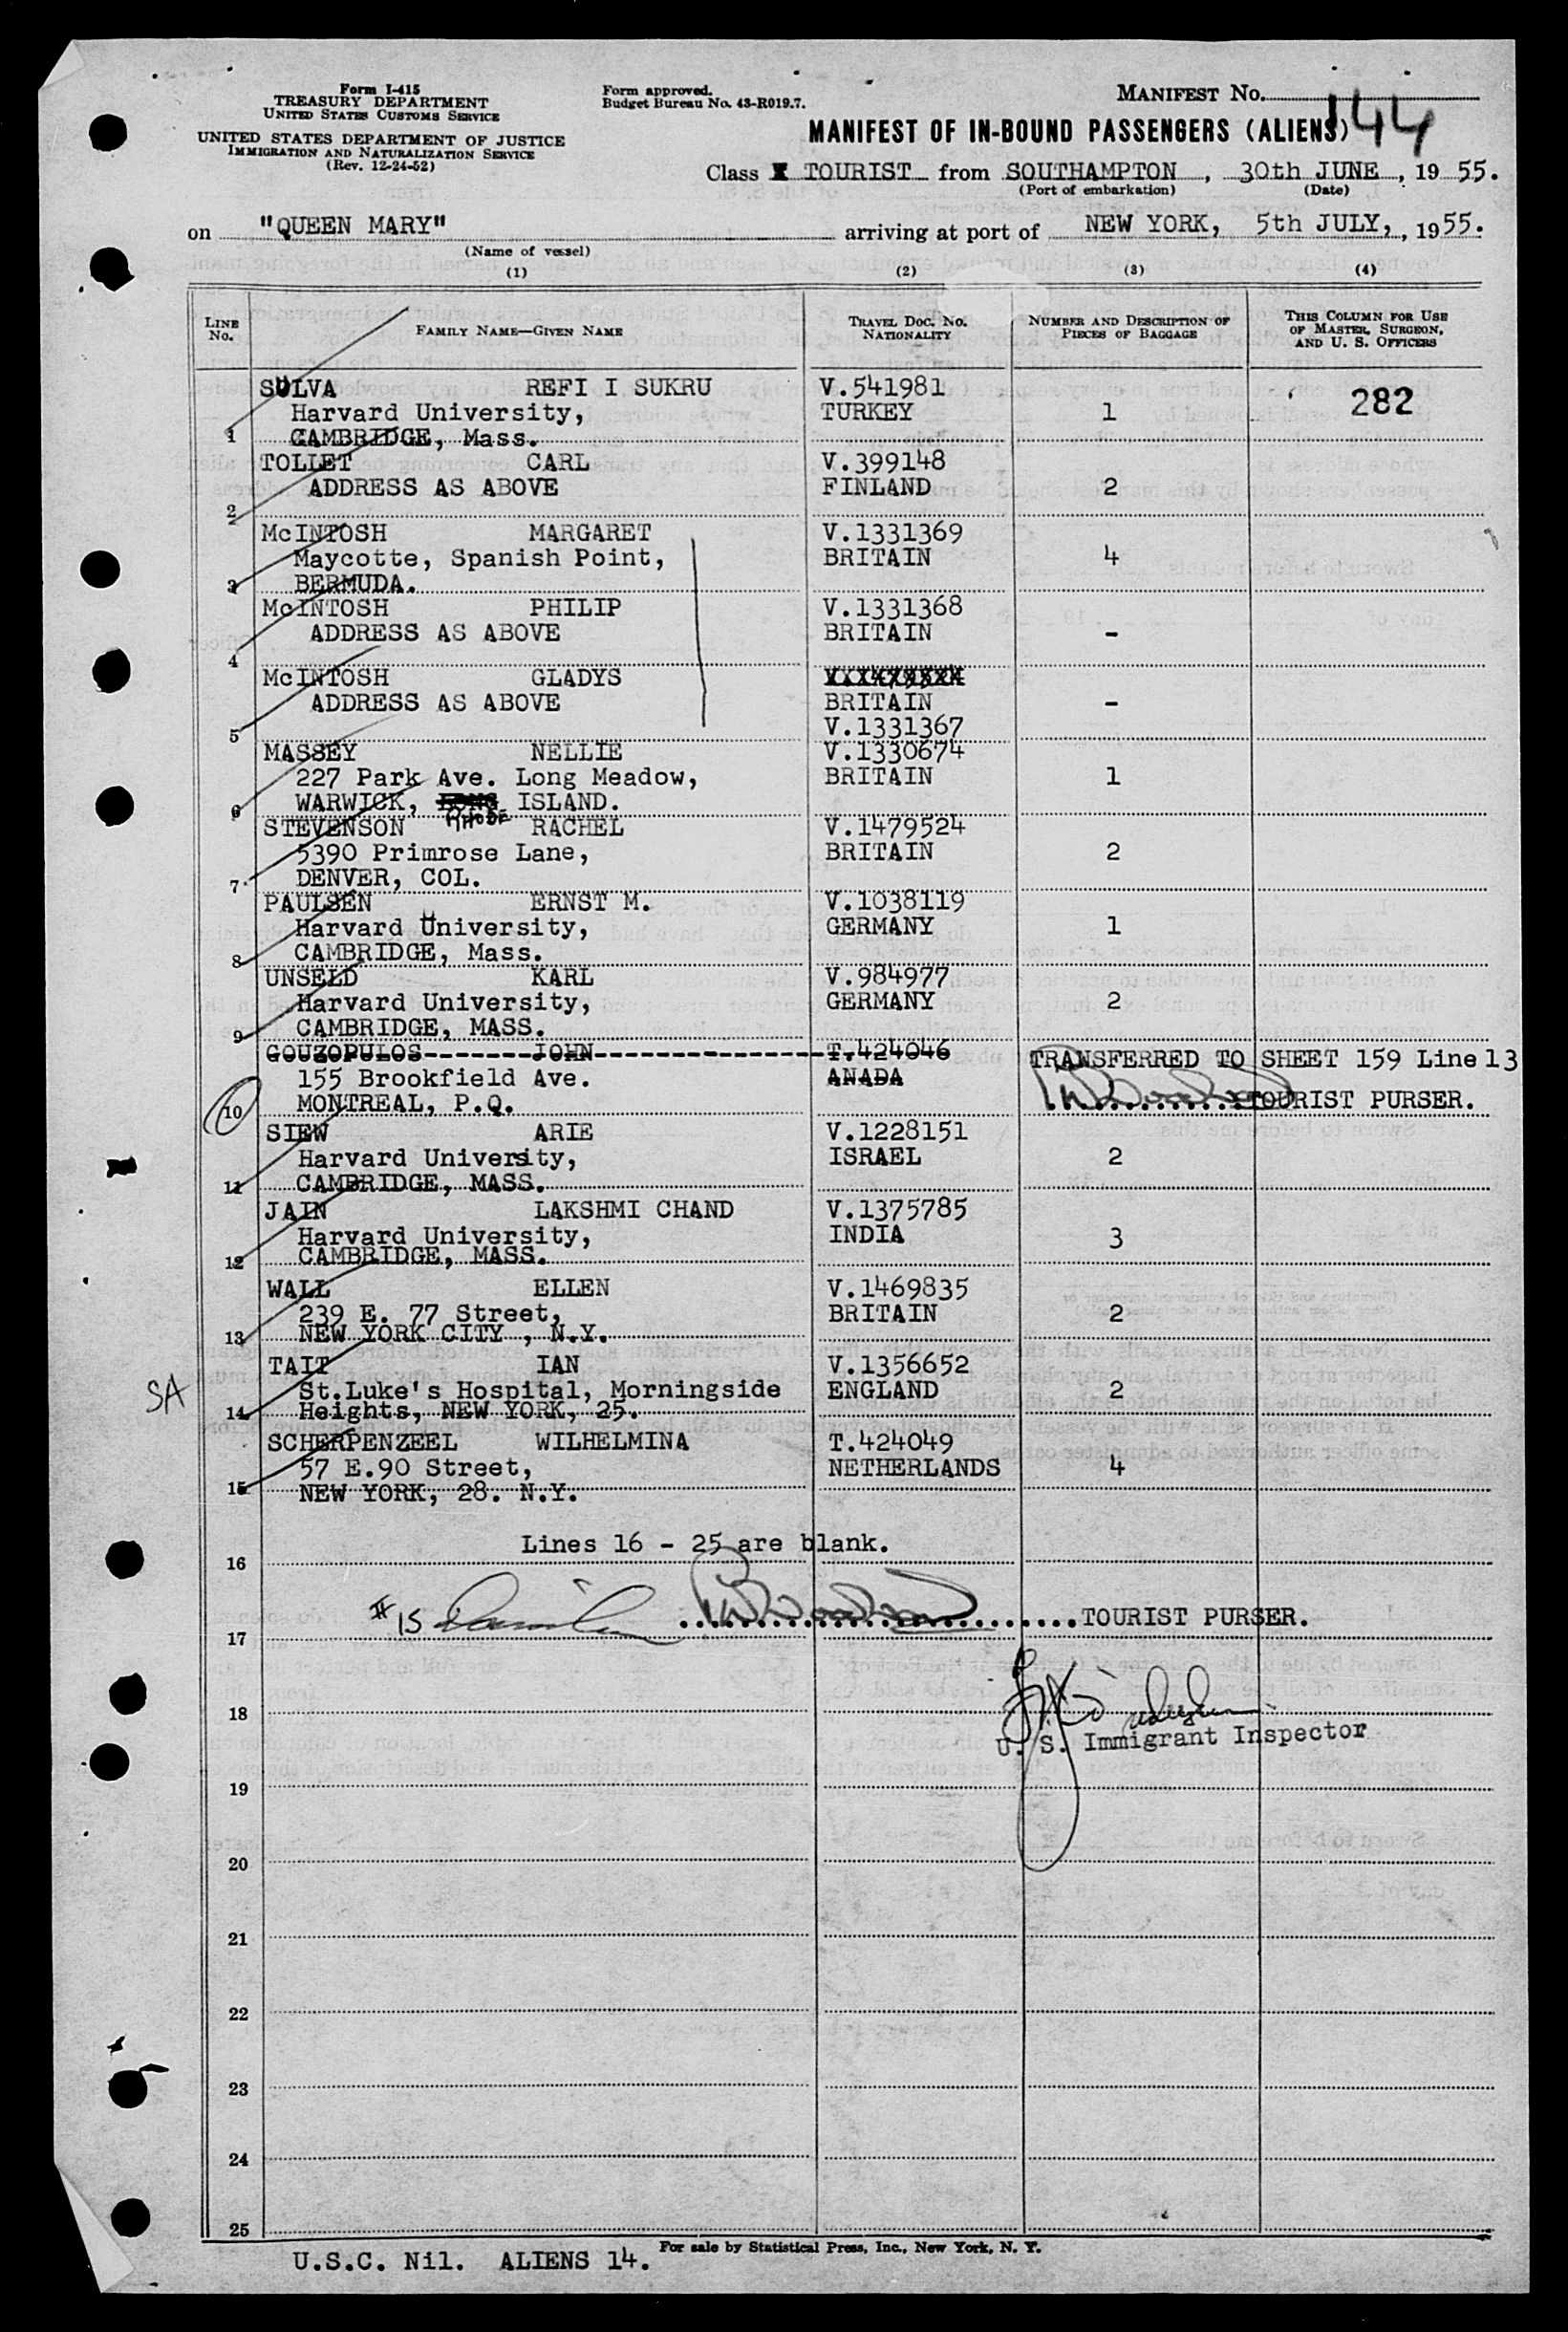 Form I-415
TREASURY DEPARTMENT
UNITED STATES CUSTOMS SERVICE
UNITED STATES DEPARTMENT OF JUSTICE
IMMIGRATION AND NATURALIZATION SERVICE
(Rev. 12-24-52)
Form approved.
Budget Bureau No. 43-R019.7.
MANIFEST No. 144
MANIFEST OF IN-BOUND PASSENGERS (ALIENS)
Class X TOURIST from SOUTHAMPTON, 30th JUNE, 1955.
(Port of embarkation) (Date)
on "QUEEN MARY" arriving at port of NEW YORK, 5th JULY,, 1955.
(Name of vessel)
(1) (2) (3) (4)
LINE No. FAMILY NAME—GIVEN NAME TRAVEL DOC. NO. NATIONALITY NUMBER AND DESCRIPTION OF PIECES OF BAGGAGE THIS COLUMN FOR USE OF MASTER, SURGEON, AND U. S. OFFICERS
SULVA REFI I SUKRU V.541981 282
Harvard University, TURKEY 1
1 CAMBRIDGE, Mass.
TOLLET CARL V.399148
ADDRESS AS ABOVE FINLAND 2
2
McINTOSH MARGARET V.1331369
Maycotte, Spanish Point, BRITAIN 4
3 BERMUDA.
McINTOSH PHILIP V.1331368
ADDRESS AS ABOVE BRITAIN -
4
McINTOSH GLADYS
ADDRESS AS ABOVE BRITAIN -
5 V.1331367
MASSEY NELLIE V.1330674
227 Park Ave. Long Meadow, BRITAIN 1
6 WARWICK, LONG ISLAND.
RHODE
STEVENSON RACHEL V.1479524
5390 Primrose Lane, BRITAIN 2
7 DENVER, COL.
PAULSEN ERNST M. V.1038119
Harvard University, GERMANY 1
8 CAMBRIDGE, Mass.
UNSELD KARL V.984977
Harvard University, GERMANY 2
9 CAMBRIDGE, MASS.
GOUZOPULOS-------JOHN--------------T.424046 TRANSFERRED TO SHEET 159 Line 13
155 Brookfield Ave. ANADA
10 MONTREAL, P.Q. TOURIST PURSER.
SIEW ARIE V.1228151
Harvard University, ISRAEL 2
11 CAMBRIDGE, MASS.
JAIN LAKSHMI CHAND V.1375785
Harvard University, INDIA 3
12 CAMBRIDGE, MASS.
WALL ELLEN V.1469835
239 E. 77 Street, BRITAIN 2
13 NEW YORK CITY , N.Y.
TAIT IAN V.1356652
SA St.Luke's Hospital, Morningside ENGLAND 2
14 Heights, NEW YORK, 25.
SCHERPENZEEL WILHELMINA T.424049
57 E.90 Street, NETHERLANDS 4
15 NEW YORK, 28. N.Y.
Lines 16 - 25 are blank.
16
#15 TOURIST PURSER.
17
18
U. S. Immigrant Inspector
19
20
21
22
23
24
25
For sale by Statistical Press, Inc., New York, N. Y.
U.S.C. Nil. ALIENS 14.